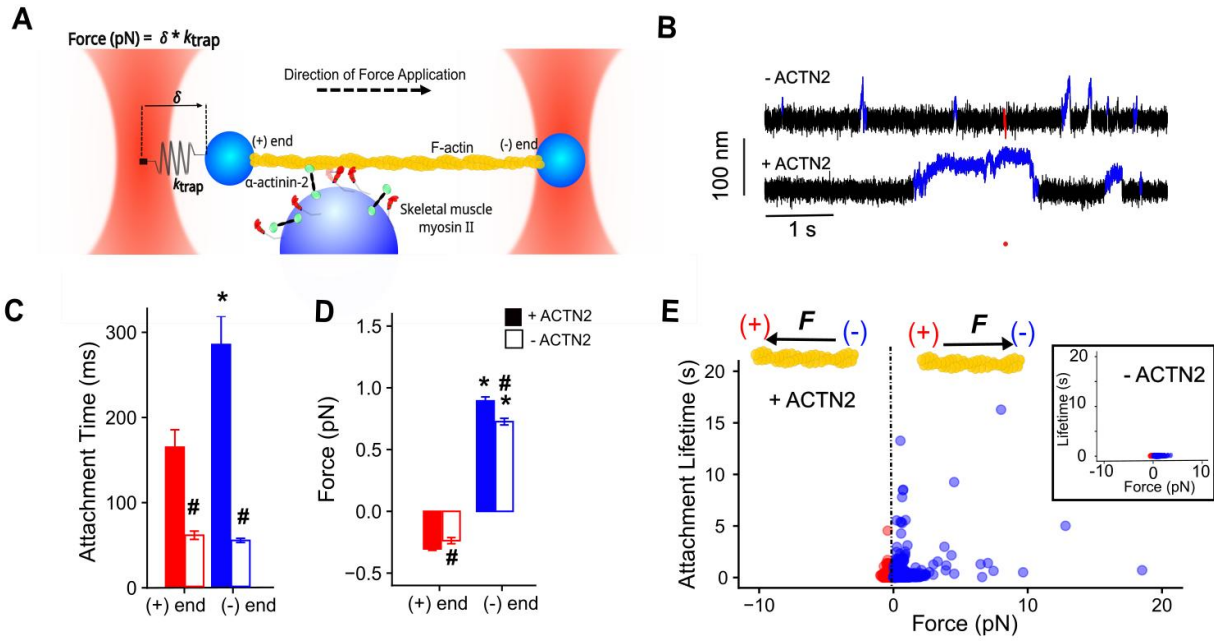 A
Force (pN) = δ * ktrap
Direction of Force Application
δ
(+) end
F-actin
(-) end
ktrap
α-actinin-2
Skeletal muscle
myosin II
B
- ACTN2
+ ACTN2
100 nm
1 s
C
Attachment Time (ms)
300
200
100
0
*
#
#
(+) end
(-) end
D
+ ACTN2
- ACTN2
Force (pN)
1.5
1.0
0.5
0.0
−0.5
*
#
*
#
(+) end
(-) end
E
(+) F (-)
(+) F (-)
+ ACTN2
Attachment Lifetime (s)
20
15
10
5
0
−10
0
10
20
Force (pN)
- ACTN2
Lifetime (s)
20
10
0
-10
0
10
Force (pN)